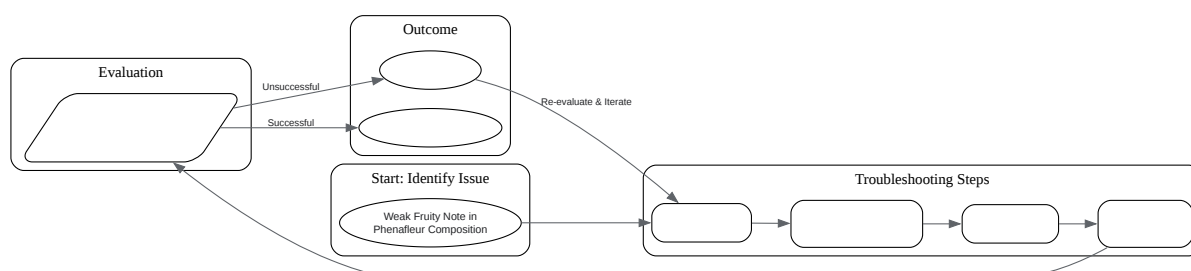 Outcome
Evaluation
Unsuccessful
Successful
Re-evaluate & Iterate
Start: Identify Issue
Weak Fruity Note in
Phenafleur Composition
Troubleshooting Steps